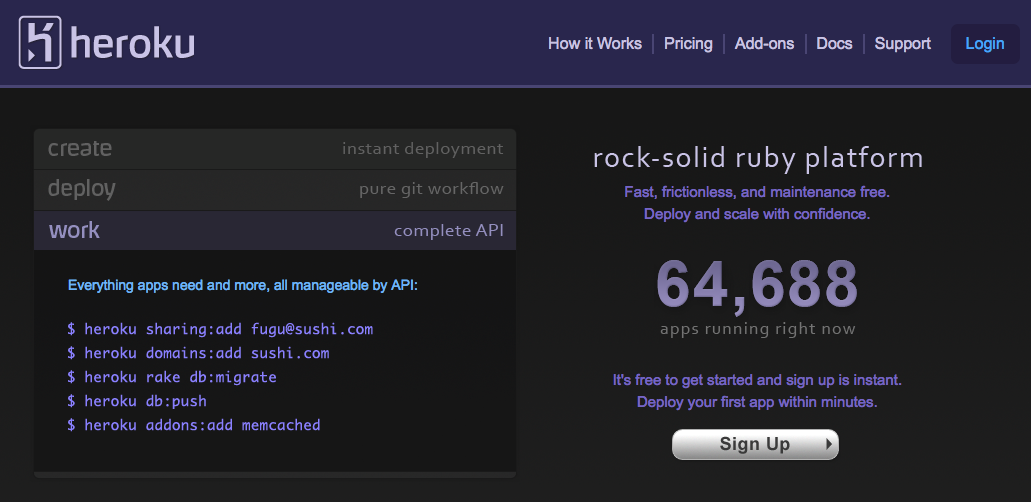 heroku
How it Works | Pricing | Add-ons | Docs | Support Login
create instant deployment
deploy pure git workflow
work complete API
Everything apps need and more, all manageable by API:
$ heroku sharing:add fugu@sushi.com
$ heroku domains:add sushi.com
$ heroku rake db:migrate
$ heroku db:push
$ heroku addons:add memcached
rock-solid ruby platform
Fast, frictionless, and maintenance free.
Deploy and scale with confidence.
64,688
apps running right now
It's free to get started and sign up is instant.
Deploy your first app within minutes.
Sign Up